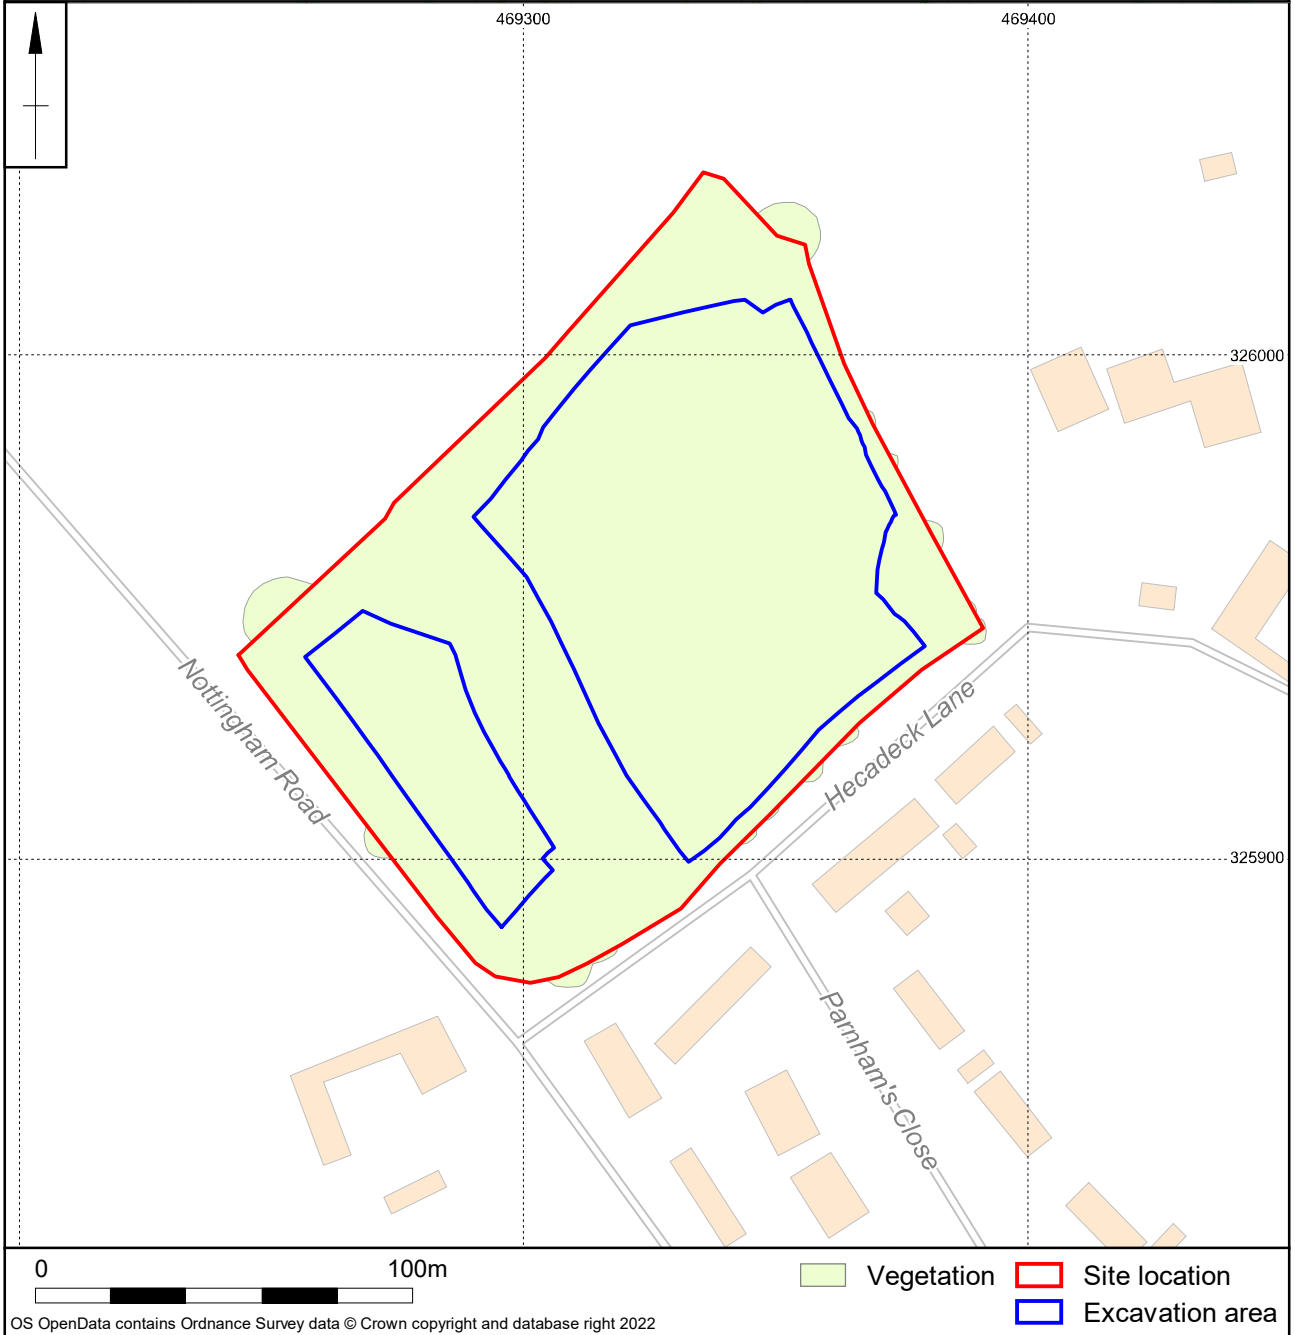 469300
469400
326000
Nottingham Road
Hecadeck Lane
325900
Parnham's Close
0
100m
Vegetation
Site location
Excavation area
OS OpenData contains Ordnance Survey data © Crown copyright and database right 2022